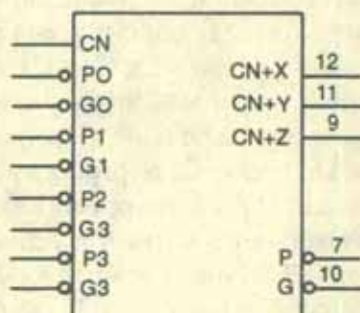 CN
PO
GO
P1
G1
P2
G3
P3
G3
CN+X 12
CN+Y 11
CN+Z 9
P 7
G 10